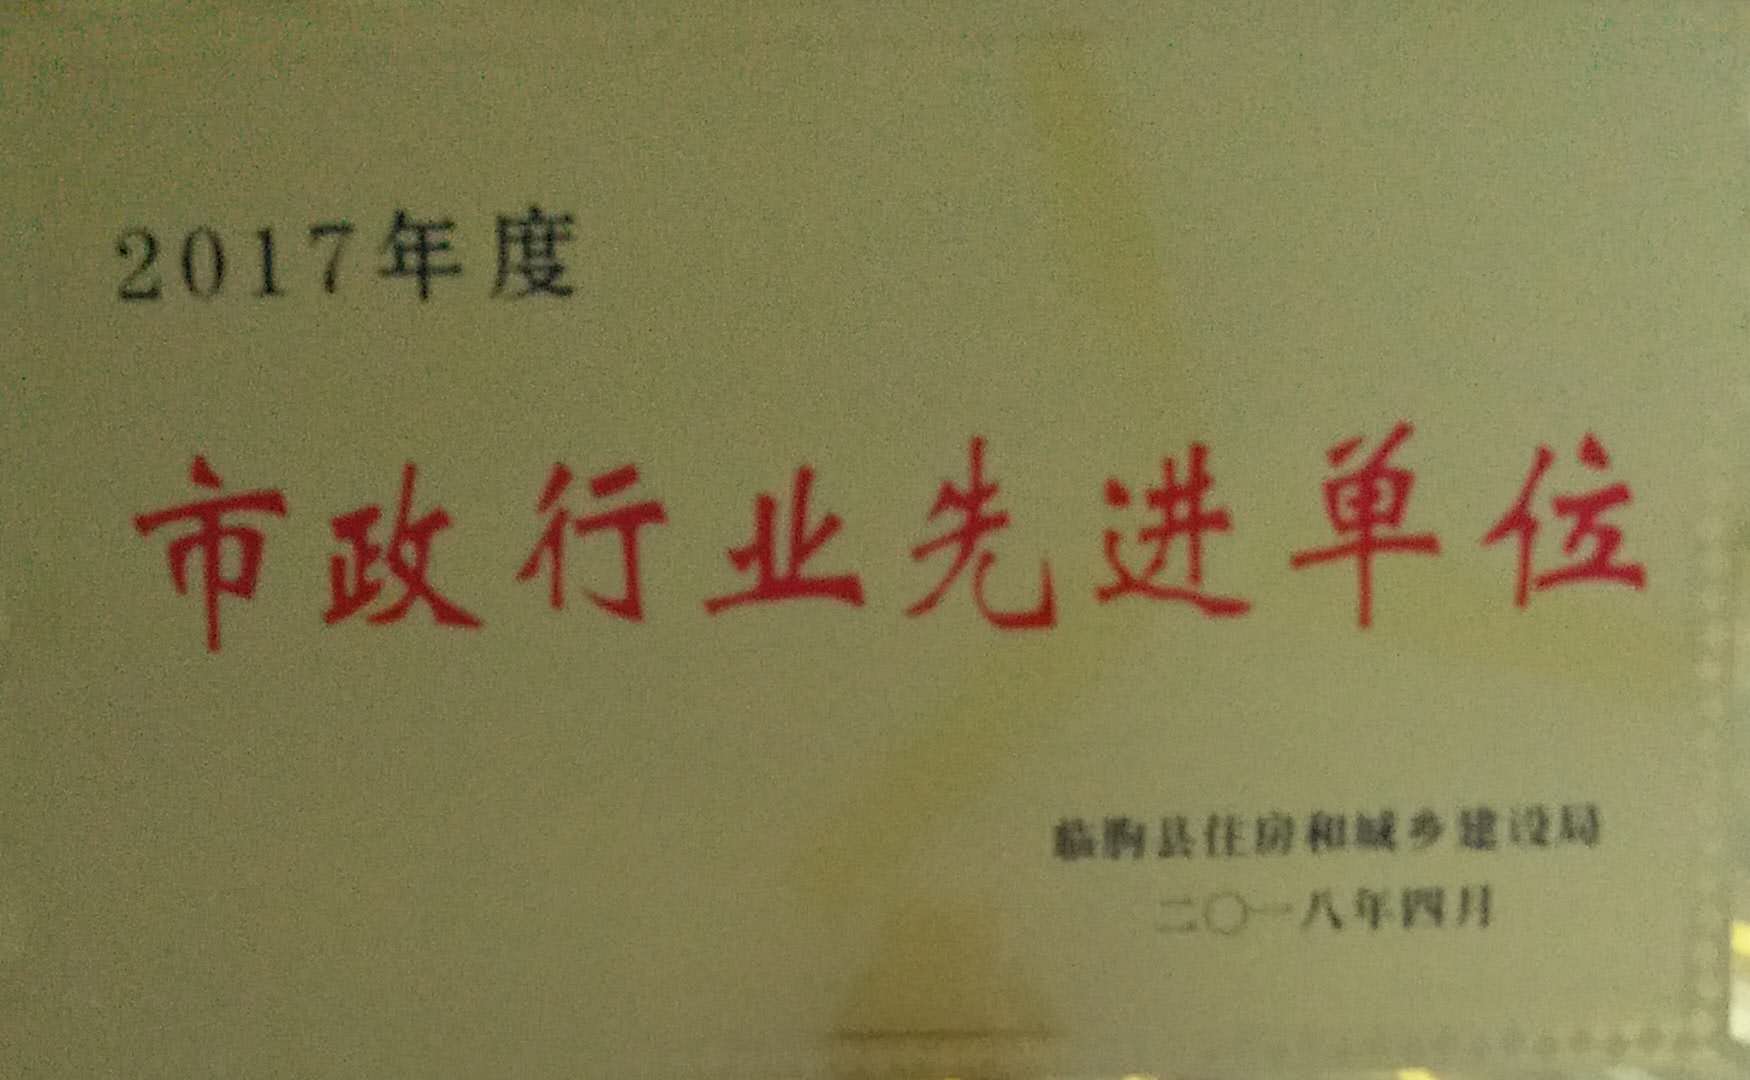 2017年度
市政行业先进单位
临朐县住房和城乡建设局
二〇一八年四月